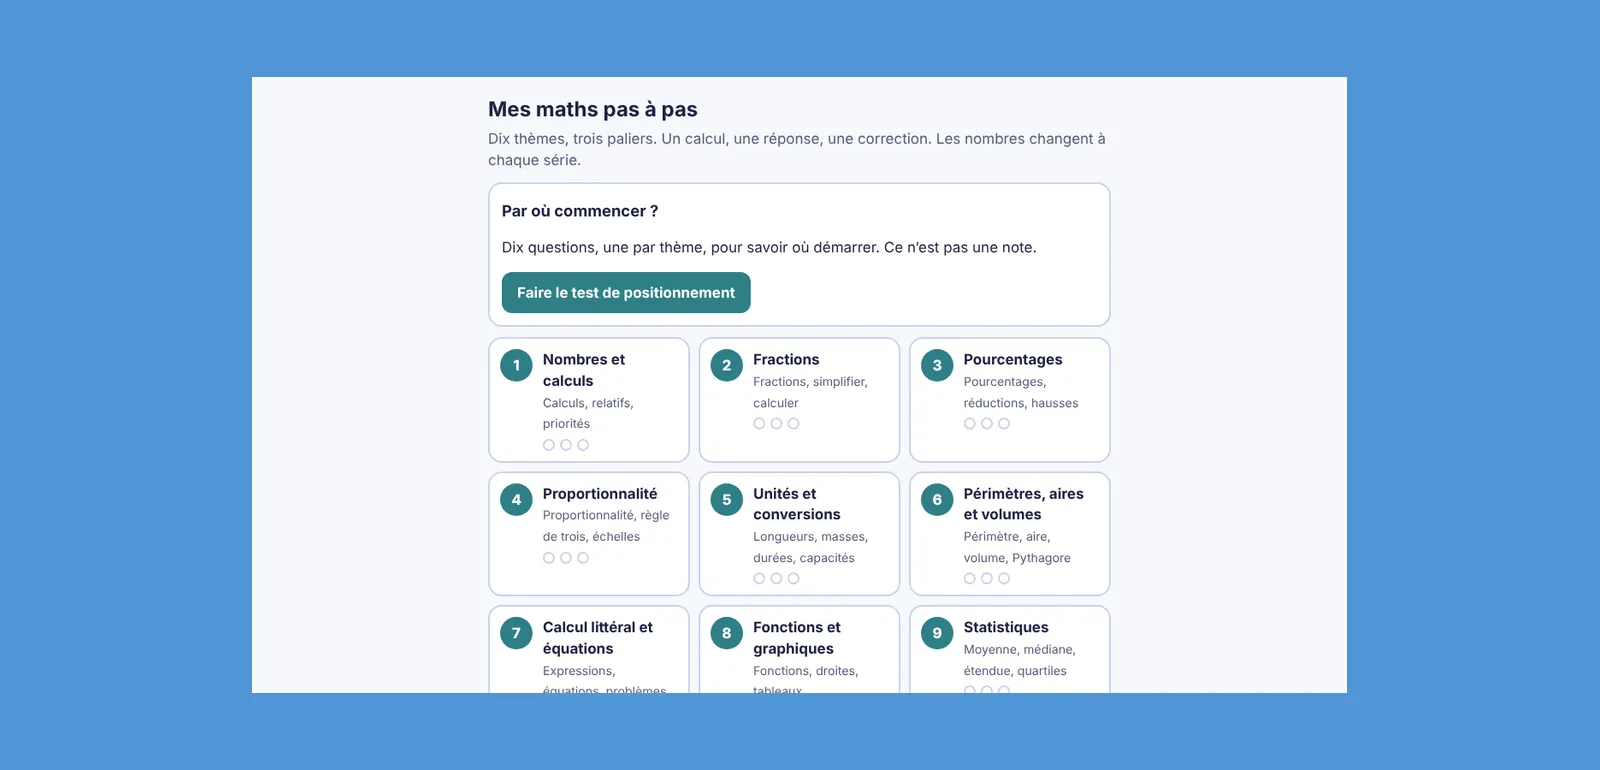 Mes maths pas à pas
Dix thèmes, trois paliers. Un calcul, une réponse, une correction. Les nombres changent à
chaque série.
Par où commencer ?
Dix questions, une par thème, pour savoir où démarrer. Ce n’est pas une note.
Faire le test de positionnement
1
Nombres et
calculs
Calculs, relatifs,
priorités
2
Fractions
Fractions, simplifier,
calculer
3
Pourcentages
Pourcentages,
réductions, hausses
4
Proportionnalité
Proportionnalité, règle
de trois, échelles
5
Unités et
conversions
Longueurs, masses,
durées, capacités
6
Périmètres, aires
et volumes
Périmètre, aire,
volume, Pythagore
7
Calcul littéral et
équations
Expressions,
équations, problèmes
8
Fonctions et
graphiques
Fonctions, droites,
tableaux
9
Statistiques
Moyenne, médiane,
étendue, quartiles